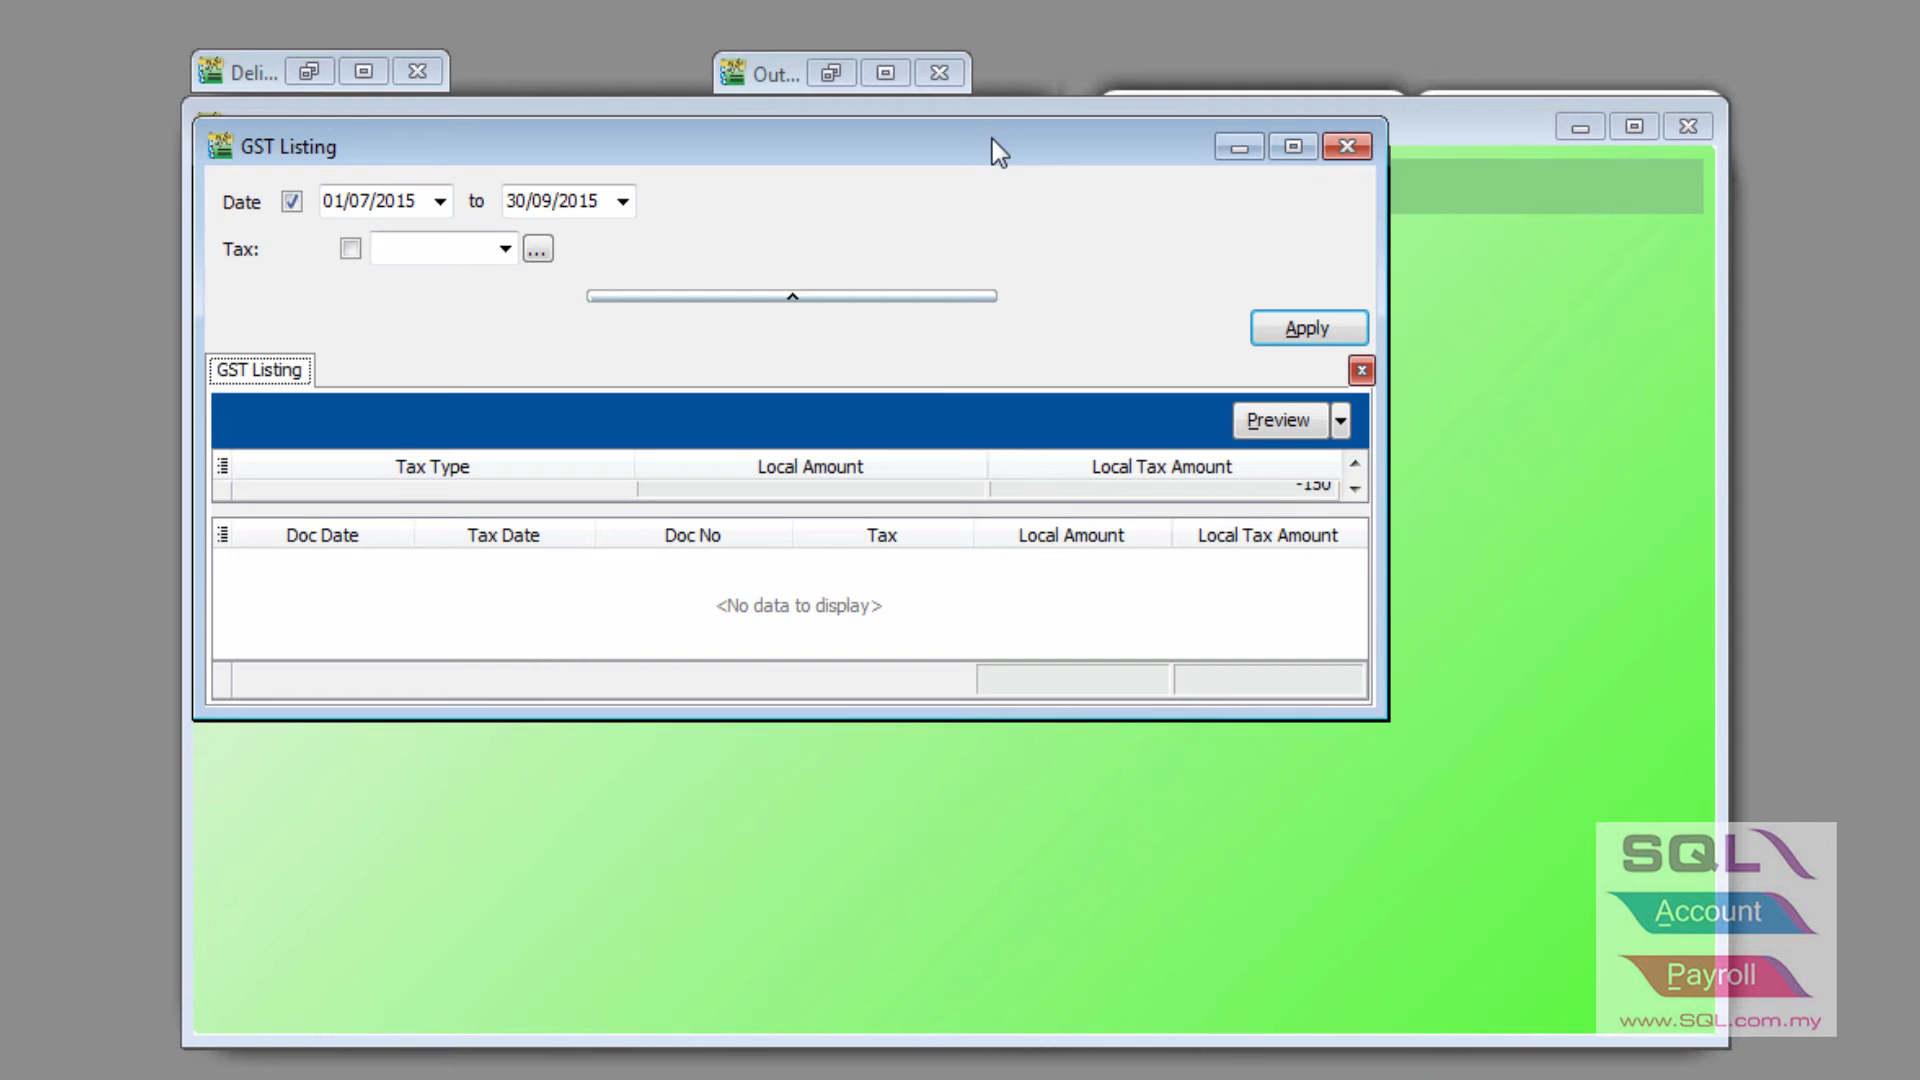 Deli...
Out...
GST Listing
Date 01/07/2015 to 30/09/2015
Tax: ...
Apply
GST Listing
Preview
Tax Type Local Amount Local Tax Amount
-150
Doc Date Tax Date Doc No Tax Local Amount Local Tax Amount
<No data to display>
SQL
Account
Payroll
www.SQL.com.my